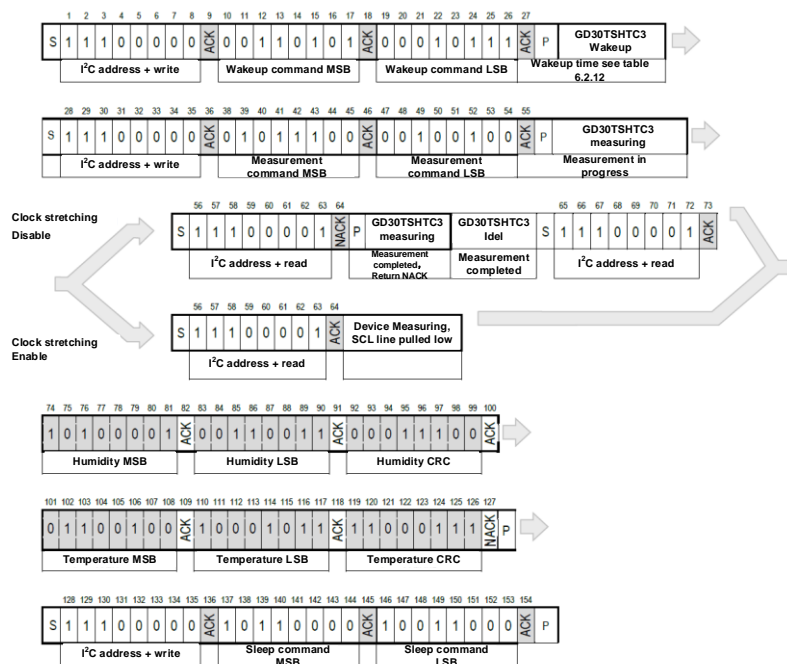 1 2 3 4 5 6 7 8 9 10 11 12 13 14 15 16 17 18 19 20 21 22 23 24 25 26 27
S 1 1 1 0 0 0 0 0 ACK 0 0 1 1 0 1 0 1 ACK 0 0 0 1 0 1 1 1 ACK P GD30TSHTC3
Wakeup
I²C address + write Wakeup command MSB Wakeup command LSB Wakeup time see table
6.2.12
28 29 30 31 32 33 34 35 36 38 39 40 41 42 43 44 45 46 47 48 49 50 51 52 53 54 55
S 1 1 1 0 0 0 0 0 ACK 0 1 0 1 1 1 0 0 ACK 0 0 1 0 0 1 0 0 ACK P GD30TSHTC3
measuring
I²C address + write Measurement
command MSB Measurement
command LSB Measurement in
progress
Clock stretching
Disable
56 57 58 59 60 61 62 63 64 65 66 67 68 69 70 71 72 73
S 1 1 1 0 0 0 0 1 NACK P GD30TSHTC3
measuring GD30TSHTC3
Idel S 1 1 1 0 0 0 0 1 ACK
I²C address + read Measurement
completed,
Return NACK Measurement
completed I²C address + read
Clock stretching
Enable
56 57 58 59 60 61 62 63 64
S 1 1 1 0 0 0 0 1 ACK Device Measuring,
SCL line pulled low
I²C address + read
74 75 76 77 78 79 80 81 82 83 84 85 86 87 88 89 90 91 92 93 94 95 96 97 98 99 100
1 0 1 0 0 0 0 1 ACK 0 0 1 1 0 0 1 1 ACK 0 0 0 1 1 1 0 0 ACK
Humidity MSB Humidity LSB Humidity CRC
101 102 103 104 105 106 107 108 109 110 111 112 113 114 115 116 117 118 119 120 121 122 123 124 125 126 127
0 1 1 0 0 1 0 0 ACK 1 0 0 0 1 0 1 1 ACK 1 1 0 0 0 1 1 1 NACK P
Temperature MSB Temperature LSB Temperature CRC
128 129 130 131 132 133 134 135 136 137 138 139 140 141 142 143 144 145 146 147 148 149 150 151 152 153 154
S 1 1 1 0 0 0 0 0 ACK 1 0 1 1 0 0 0 0 ACK 1 0 0 1 1 0 0 0 ACK P
I²C address + write Sleep command
MSB Sleep command
LSB